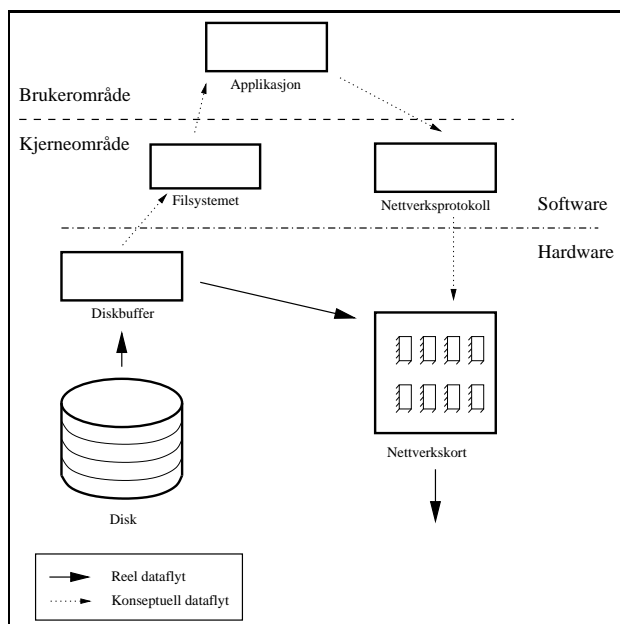 Applikasjon
Brukerområde
Kjerneområde
Filsystemet
Nettverksprotokoll
Software
Hardware
Diskbuffer
Nettverkskort
Disk
Reel dataflyt
Konseptuell dataflyt